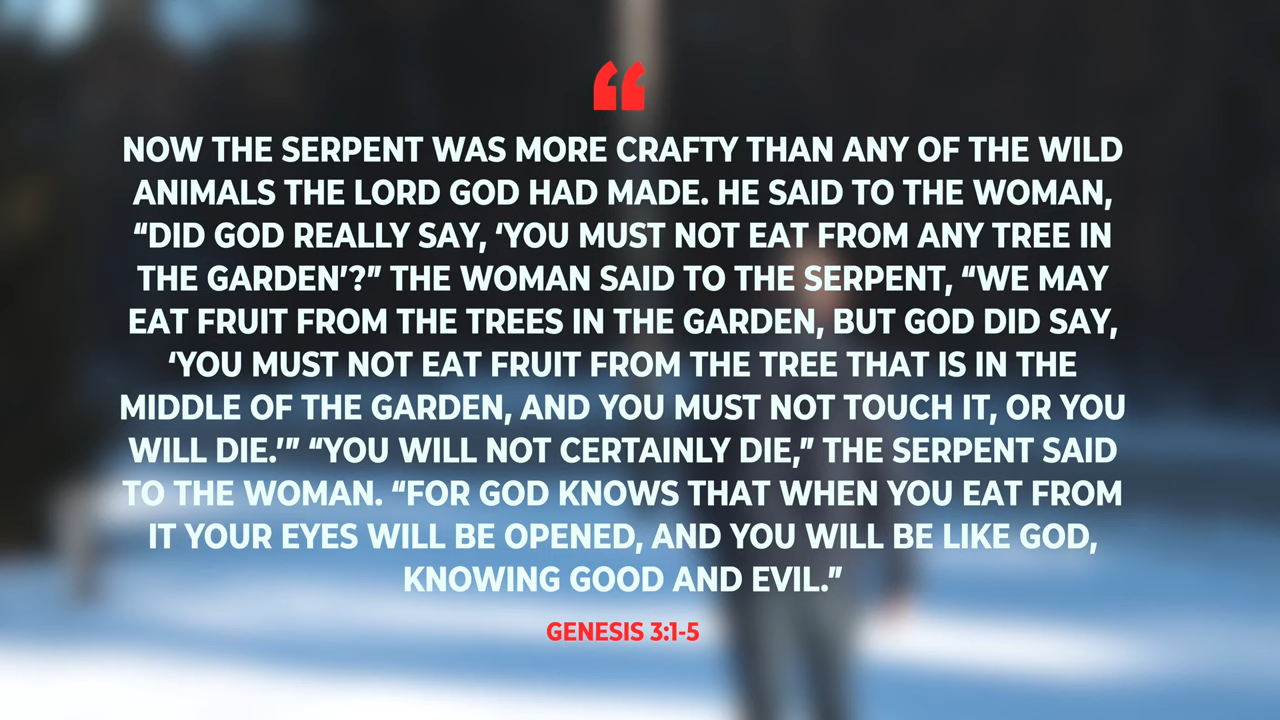 “
NOW THE SERPENT WAS MORE CRAFTY THAN ANY OF THE WILD
ANIMALS THE LORD GOD HAD MADE. HE SAID TO THE WOMAN,
“DID GOD REALLY SAY, ‘YOU MUST NOT EAT FROM ANY TREE IN
THE GARDEN’?” THE WOMAN SAID TO THE SERPENT, “WE MAY
EAT FRUIT FROM THE TREES IN THE GARDEN, BUT GOD DID SAY,
‘YOU MUST NOT EAT FRUIT FROM THE TREE THAT IS IN THE
MIDDLE OF THE GARDEN, AND YOU MUST NOT TOUCH IT, OR YOU
WILL DIE.’” “YOU WILL NOT CERTAINLY DIE,” THE SERPENT SAID
TO THE WOMAN. “FOR GOD KNOWS THAT WHEN YOU EAT FROM
IT YOUR EYES WILL BE OPENED, AND YOU WILL BE LIKE GOD,
KNOWING GOOD AND EVIL.”
GENESIS 3:1-5